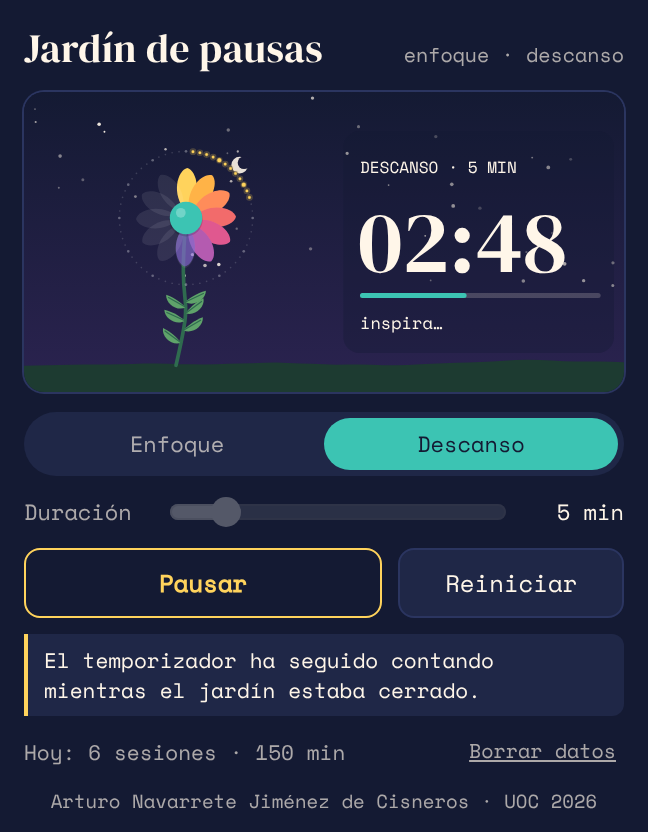 Jardín de pausas
enfoque · descanso
DESCANSO · 5 MIN
02:48
inspira…
Enfoque
Descanso
Duración
5 min
Pausar
Reiniciar
El temporizador ha seguido contando
mientras el jardín estaba cerrado.
Hoy: 6 sesiones · 150 min
Borrar datos
Arturo Navarrete Jiménez de Cisneros · UOC 2026